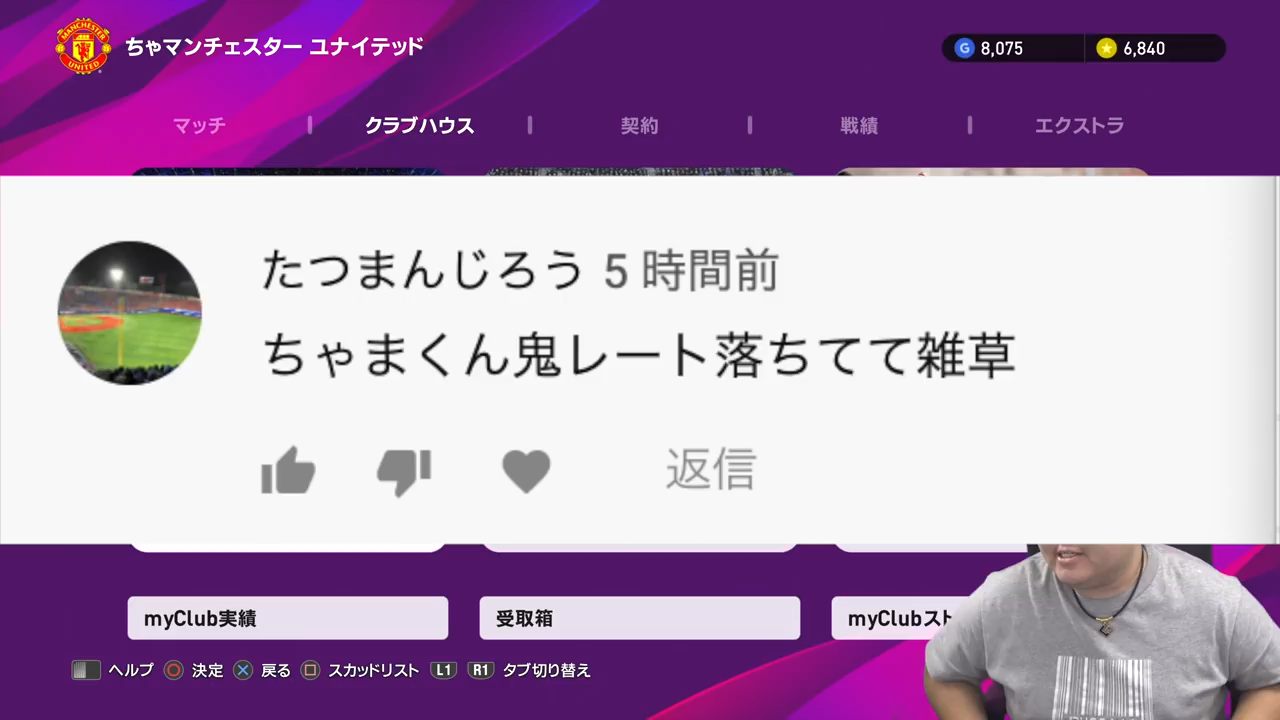 MANCHESTER
UNITED
ちゃマンチェスター ユナイテッド
8,075
6,840
マッチ
クラブハウス
契約
戦績
エクストラ
たつまんじろう 5 時間前
ちゃまくん鬼レート落ちてて雑草
返信
myClub実績
受取箱
myClubスト
ヘルプ
決定
戻る
スカッドリスト
L1
R1
タブ切り替え